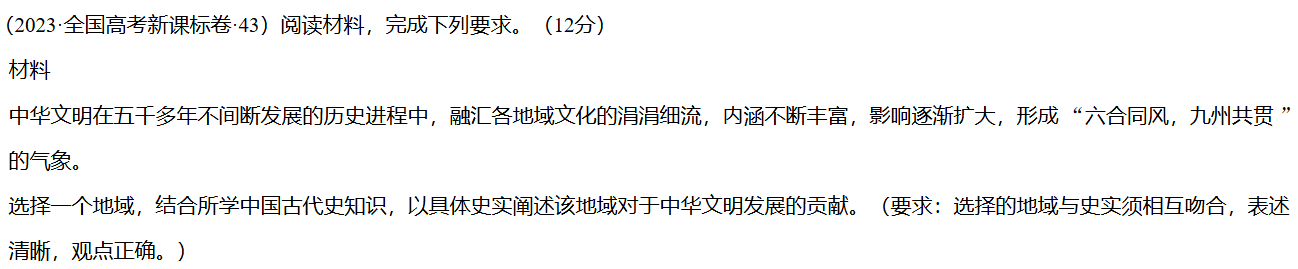 （2023·全国高考新课标卷·43）阅读材料，完成下列要求。（12分）
材料
中华文明在五千多年不间断发展的历史进程中，融汇各地域文化的涓涓细流，内涵不断丰富，影响逐渐扩大，形成“六合同风，九州共贯”
的气象。
选择一个地域，结合所学中国古代史知识，以具体史实阐述该地域对于中华文明发展的贡献。（要求：选择的地域与史实须相互吻合，表述
清晰，观点正确。）